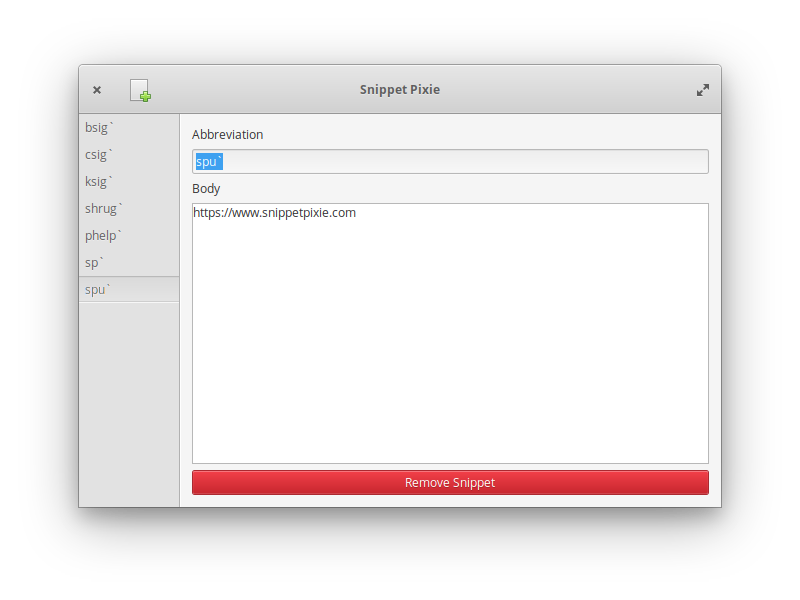 Snippet Pixie
bsig`
csig`
ksig`
shrug`
phelp`
sp`
spu`
Abbreviation
spu`
Body
https://www.snippetpixie.com
Remove Snippet